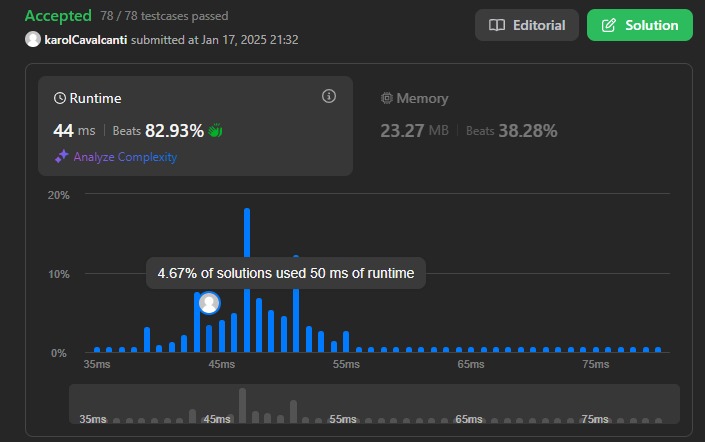 Accepted 78 / 78 testcases passed
Editorial
Solution
karolCavalcanti submitted at Jan 17, 2025 21:32
Runtime
44 ms | Beats 82.93%
Analyze Complexity
Memory
23.27 MB | Beats 38.28%
20%
4.67% of solutions used 50 ms of runtime
10%
0%
35ms 45ms 55ms 65ms 75ms
35ms 45ms 55ms 65ms 75ms